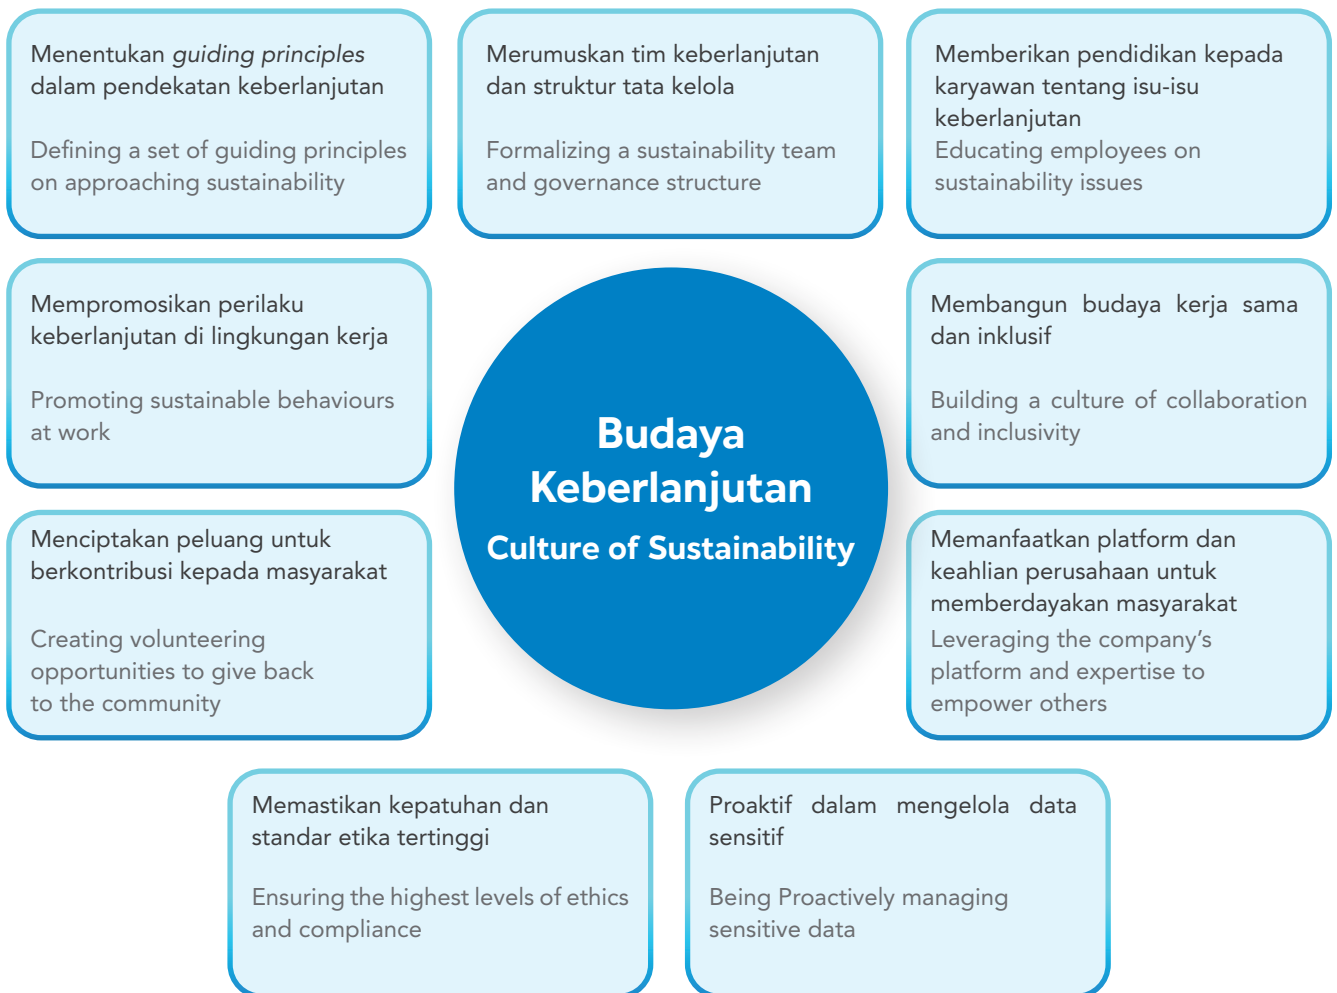 Menentukan guiding principles
dalam pendekatan keberlanjutan
Defining a set of guiding principles
on approaching sustainability
Merumuskan tim keberlanjutan
dan struktur tata kelola
Formalizing a sustainability team
and governance structure
Memberikan pendidikan kepada
karyawan tentang isu-isu
keberlanjutan
Educating employees on
sustainability issues
Mempromosikan perilaku
keberlanjutan di lingkungan kerja
Promoting sustainable behaviours
at work
Budaya
Keberlanjutan
Culture of Sustainability
Membangun budaya kerja sama
dan inklusif
Building a culture of collaboration
and inclusivity
Menciptakan peluang untuk
berkontribusi kepada masyarakat
Creating volunteering
opportunities to give back
to the community
Memanfaatkan platform dan
keahlian perusahaan untuk
memberdayakan masyarakat
Leveraging the company’s
platform and expertise to
empower others
Memastikan kepatuhan dan
standar etika tertinggi
Ensuring the highest levels of ethics
and compliance
Proaktif dalam mengelola data
sensitif
Being Proactively managing
sensitive data